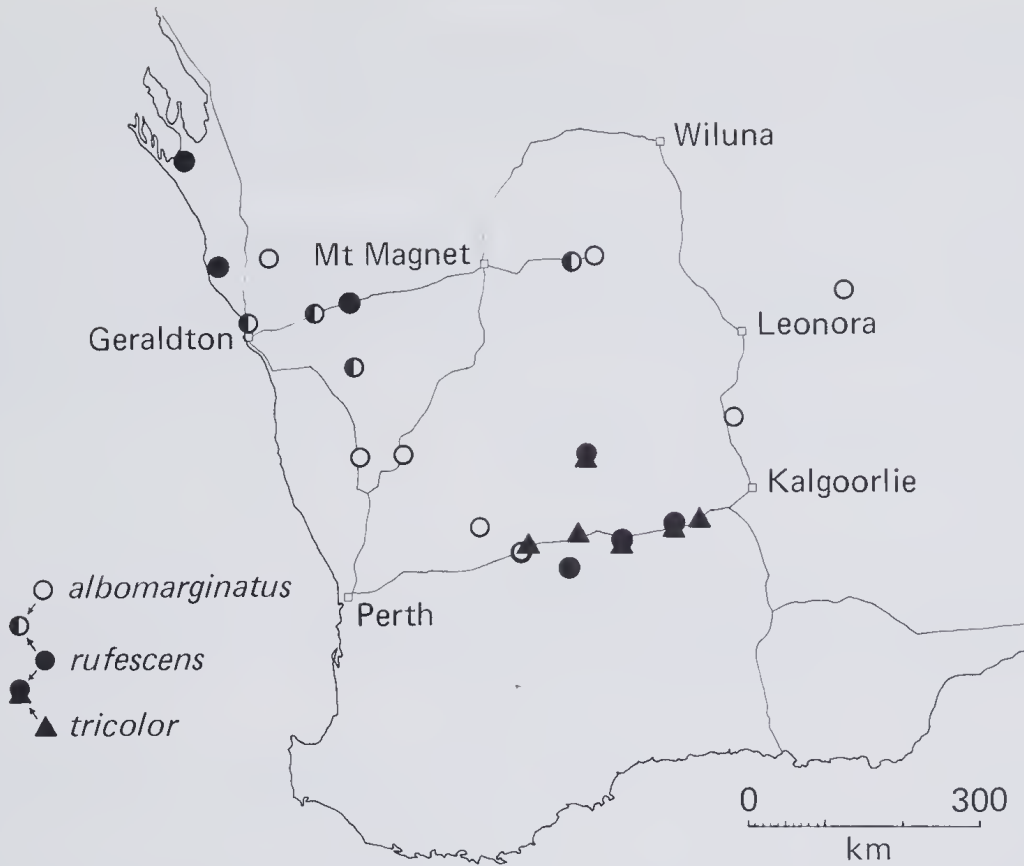 Wiluna
Mt Magnet
Geraldton
Leonora
Kalgoorlie
albomarginatus
Perth
rufescens
tricolor
0 300
km